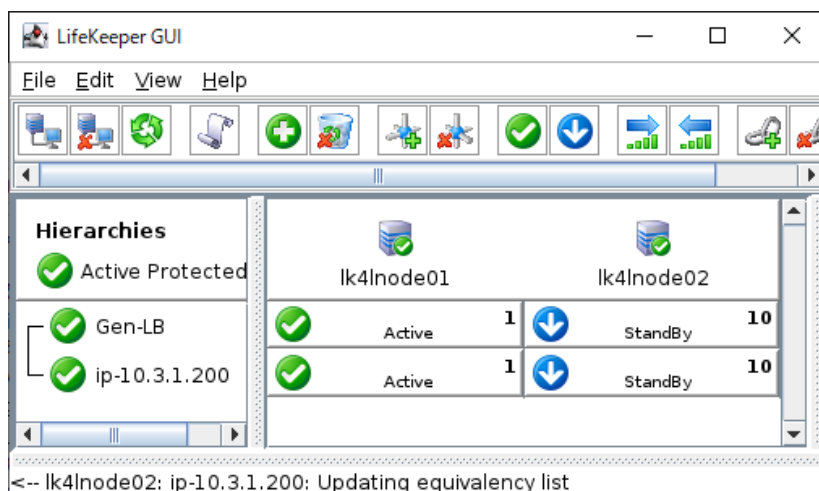 LifeKeeper GUI
File Edit View Help
Hierarchies
Active Protected
lk4lnode01 lk4lnode02
Gen-LB Active 1 StandBy 10
ip-10.3.1.200 Active 1 StandBy 10
<-- lk4lnode02: ip-10.3.1.200: Updating equivalency list